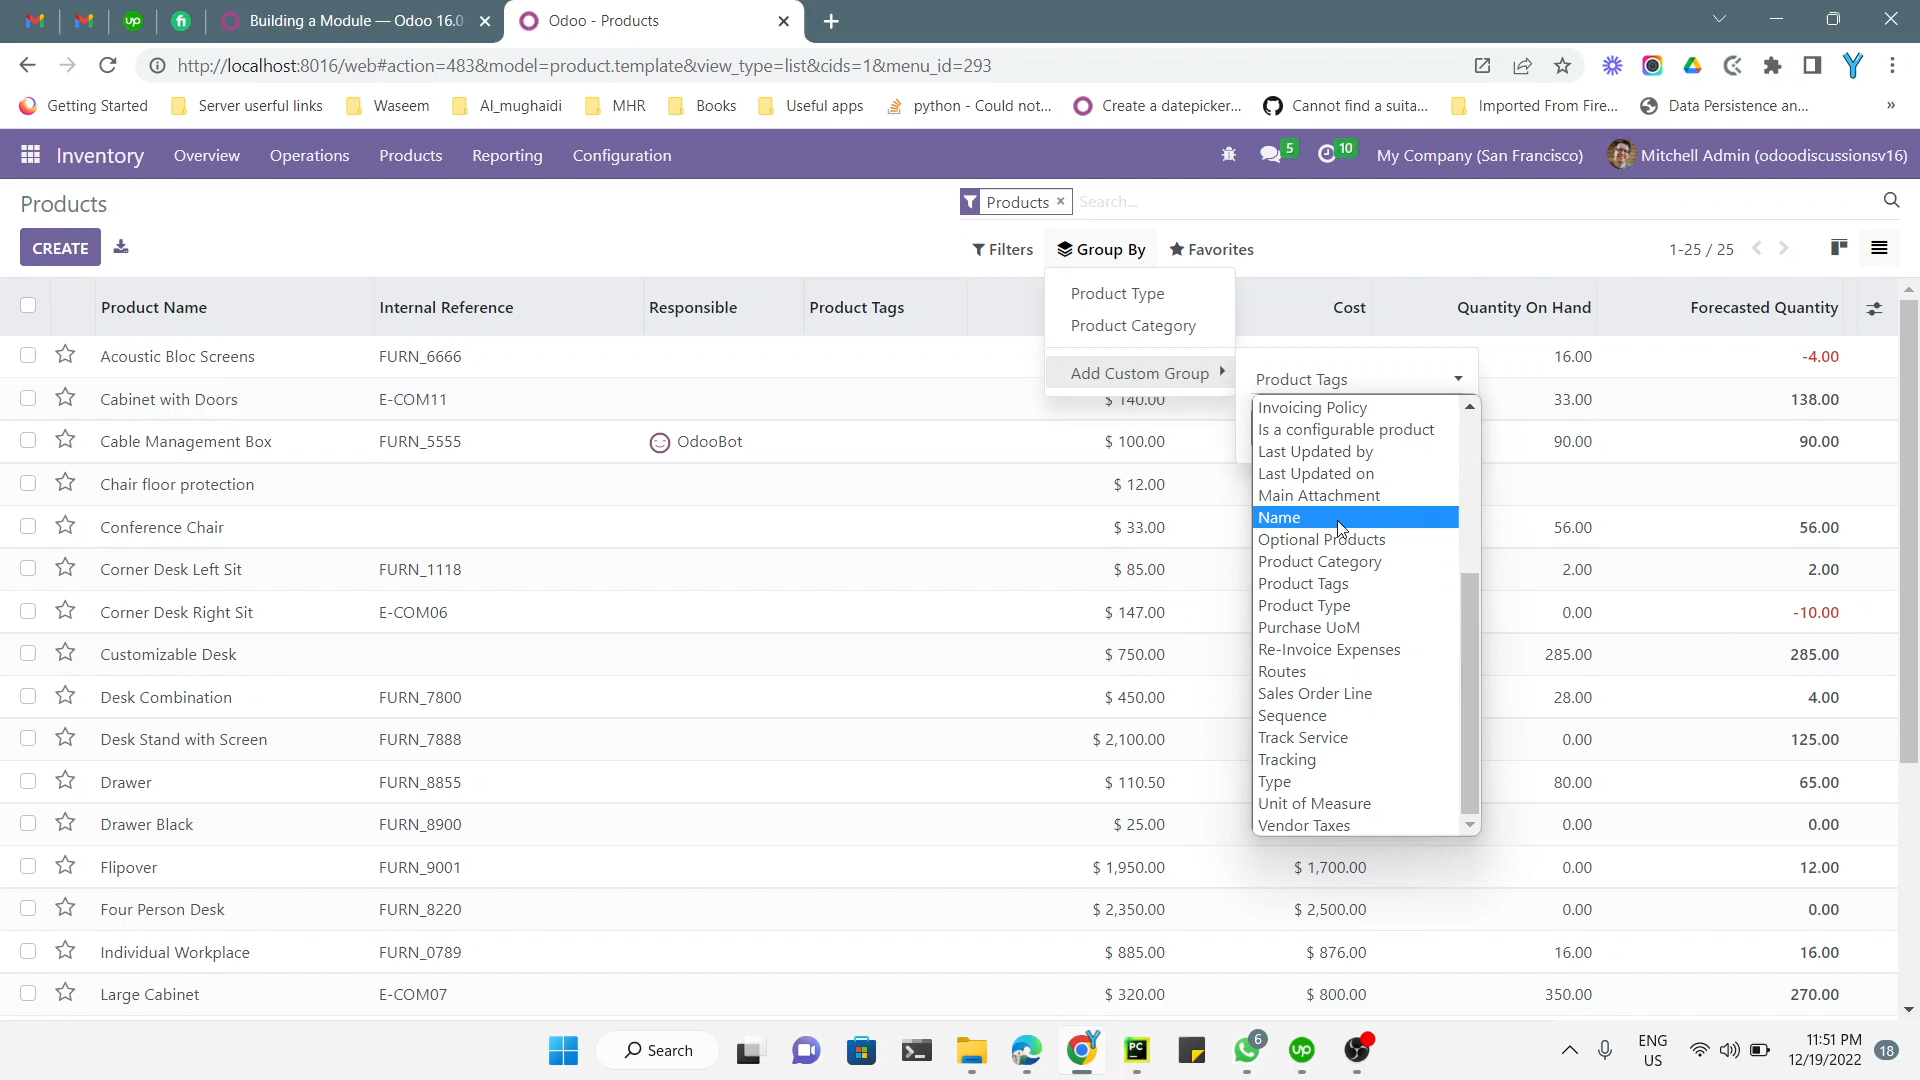 Building a Module — Odoo 16.0
Odoo - Products
http://localhost:8016/web#action=483&model=product.template&view_type=list&cids=1&menu_id=293
Getting Started
Server useful links
Waseem
Al_mughaidi
MHR
Books
Useful apps
python - Could not...
Create a datepicker...
Cannot find a suita...
Imported From Fire...
Data Persistence an...
»
Inventory Overview Operations Products Reporting Configuration
5
10
My Company (San Francisco)
Mitchell Admin (odoodiscussionsv16)
Products
Products
Search...
CREATE
Filters
Group By
Favorites
1-25 / 25
Product Type
Product Category
Add Custom Group
Product Tags
Invoicing Policy
Is a configurable product
Last Updated by
Last Updated on
Main Attachment
Name
Optional Products
Product Category
Product Tags
Product Type
Purchase UoM
Re-Invoice Expenses
Routes
Sales Order Line
Sequence
Track Service
Tracking
Type
Unit of Measure
Vendor Taxes
Product Name Internal Reference Responsible Product Tags Cost Quantity On Hand Forecasted Quantity
Acoustic Bloc Screens FURN_6666 16.00 -4.00
Cabinet with Doors E-COM11 $ 140.00 33.00 138.00
Cable Management Box FURN_5555 OdooBot $ 100.00 90.00 90.00
Chair floor protection $ 12.00
Conference Chair $ 33.00 56.00 56.00
Corner Desk Left Sit FURN_1118 $ 85.00 2.00 2.00
Corner Desk Right Sit E-COM06 $ 147.00 0.00 -10.00
Customizable Desk $ 750.00 285.00 285.00
Desk Combination FURN_7800 $ 450.00 28.00 4.00
Desk Stand with Screen FURN_7888 $ 2,100.00 0.00 125.00
Drawer FURN_8855 $ 110.50 80.00 65.00
Drawer Black FURN_8900 $ 25.00 0.00 0.00
Flipover FURN_9001 $ 1,950.00 $ 1,700.00 0.00 12.00
Four Person Desk FURN_8220 $ 2,350.00 $ 2,500.00 0.00 0.00
Individual Workplace FURN_0789 $ 885.00 $ 876.00 16.00 16.00
Large Cabinet E-COM07 $ 320.00 $ 800.00 350.00 270.00
Search
6
ENG
US
11:51 PM
12/19/2022
18